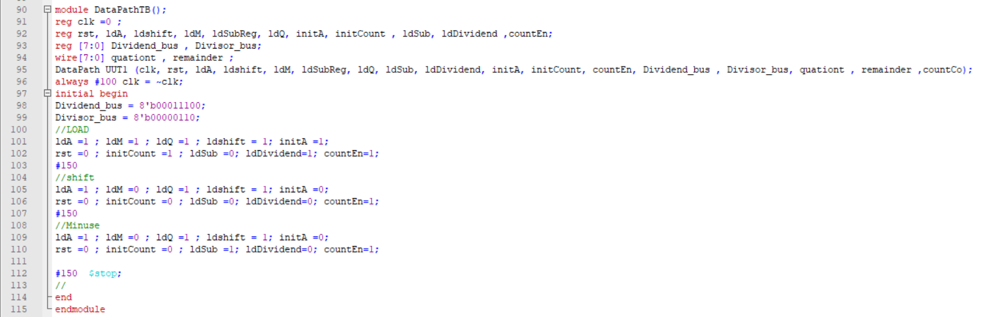 90 module DataPathTB();
91 reg clk =0 ;
92 reg rst, ldA, ldshift, ldM, ldSubReg, ldQ, initA, initCount , ldSub, ldDividend ,countEn;
93 reg [7:0] Dividend_bus , Divisor_bus;
94 wire[7:0] quationt , remainder ;
95 DataPath UUT1 (clk, rst, ldA, ldshift, ldM, ldSubReg, ldQ, ldSub, ldDividend, initA, initCount, countEn, Dividend_bus , Divisor_bus, quationt , remainder ,countCo);
96 always #100 clk = ~clk;
97 initial begin
98 Dividend_bus = 8'b00011100;
99 Divisor_bus = 8'b00000110;
100 //LOAD
101 ldA =1 ; ldM =1 ; ldQ =1 ; ldshift = 1; initA =1;
102 rst =0 ; initCount =1 ; ldSub =0; ldDividend=1; countEn=1;
103 #150
104 //shift
105 ldA =1 ; ldM =0 ; ldQ =1 ; ldshift = 1; initA =0;
106 rst =0 ; initCount =0 ; ldSub =0; ldDividend=0; countEn=1;
107 #150
108 //Minuse
109 ldA =1 ; ldM =0 ; ldQ =1 ; ldshift = 1; initA =0;
110 rst =0 ; initCount =0 ; ldSub =1; ldDividend=0; countEn=1;
111
112 #150 $stop;
113 //
114 end
115 endmodule